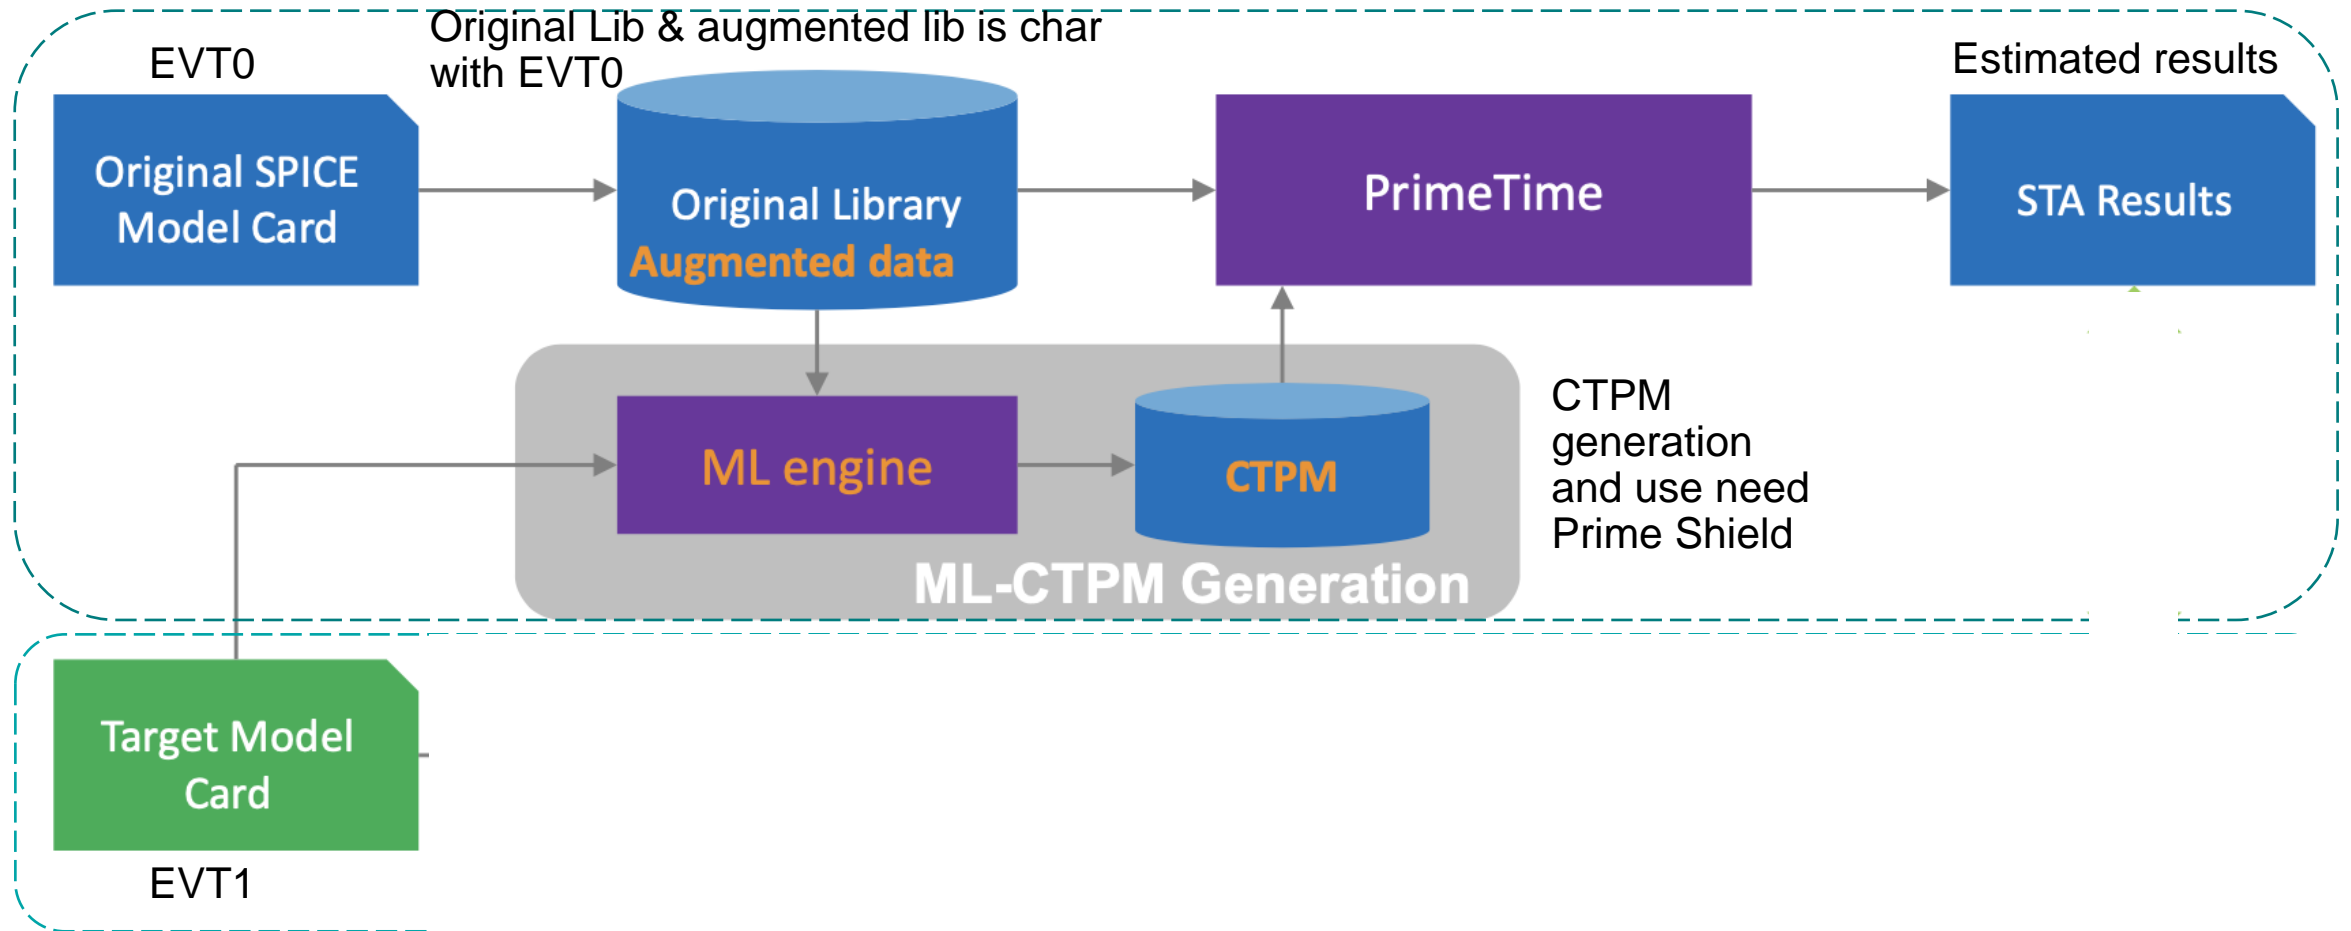 Original Lib & augmented lib is char
with EVT0
EVT0
Estimated results
Original SPICE
Model Card
Original Library
Augmented data
PrimeTime
STA Results
ML engine
CTPM
CTPM
generation
and use need
Prime Shield
ML-CTPM Generation
Target Model
Card
EVT1